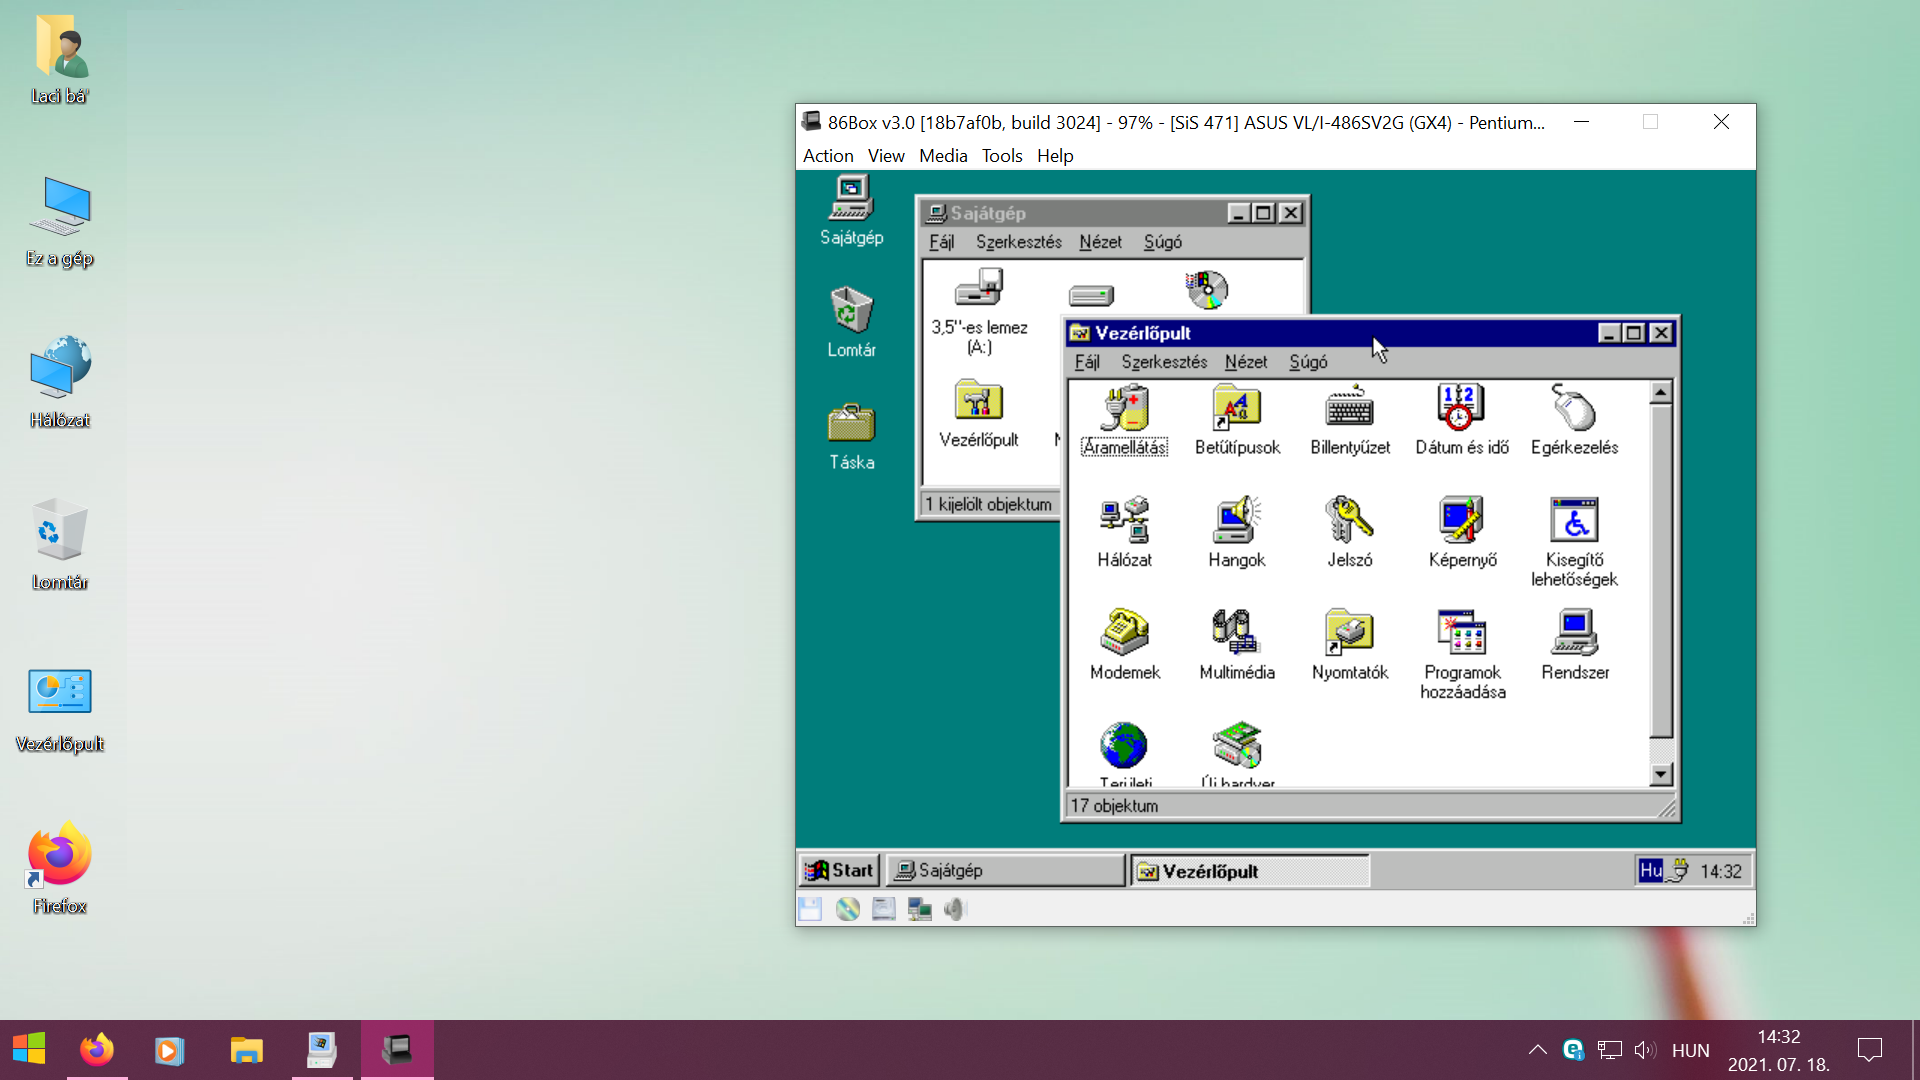 Laci bá'
Ez a gép
Hálózat
Lomtár
Vezérlőpult
Firefox
86Box v3.0 [18b7af0b, build 3024] - 97% - [SiS 471] ASUS VL/I-486SV2G (GX4) - Pentium...
Action View Media Tools Help
Sajátgép
Lomtár
Táska
Sajátgép
Fájl Szerkesztés Nézet Súgó
3,5''-es lemez
(A:)
Vezérlőpult
1 kijelölt objektum
Vezérlőpult
Fájl Szerkesztés Nézet Súgó
Áramellátás Betűtípusok Billentyűzet Dátum és idő Egérkezelés
Hálózat Hangok Jelszó Képernyő Kisegítő
lehetőségek
Modemek Multimédia Nyomtatók Programok Rendszer
hozzáadása
Területi Új hardver
17 objektum
Start Sajátgép Vezérlőpult Hu 14:32
HUN
14:32
2021. 07. 18.